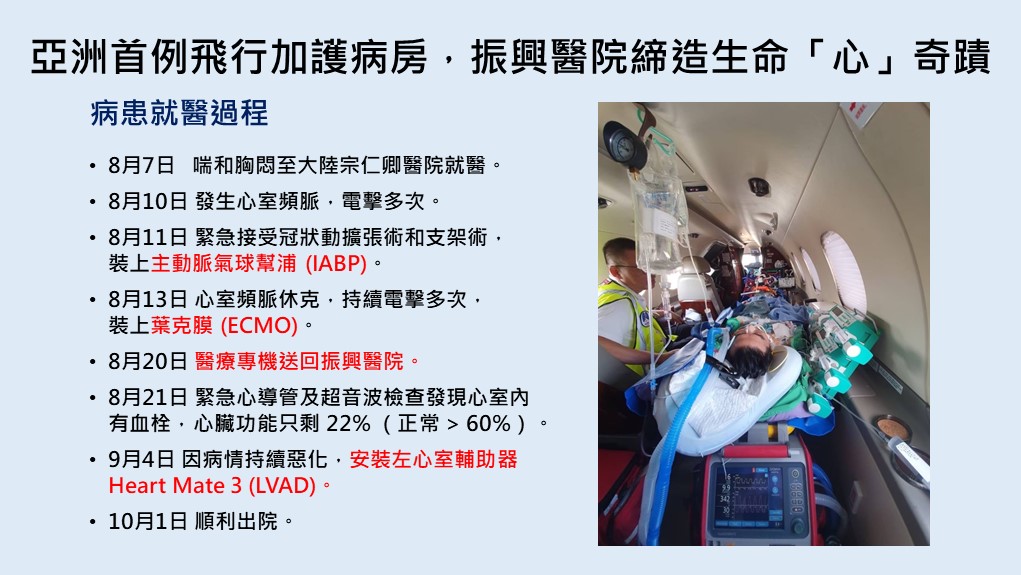 亞洲首例飛行加護病房，振興醫院締造生命「心」奇蹟
病患就醫過程
• 8月7日 喘和胸悶至大陸宗仁卿醫院就醫。
• 8月10日 發生心室頻脈，電擊多次。
• 8月11日 緊急接受冠狀動擴張術和支架術，
裝上主動脈氣球幫浦 (IABP)。
• 8月13日 心室頻脈休克，持續電擊多次，
裝上葉克膜 (ECMO)。
• 8月20日 醫療專機送回振興醫院。
• 8月21日 緊急心導管及超音波檢查發現心室內
有血栓，心臟功能只剩 22% （正常 > 60%）。
• 9月4日 因病情持續惡化，安裝左心室輔助器
Heart Mate 3 (LVAD)。
• 10月1日 順利出院。